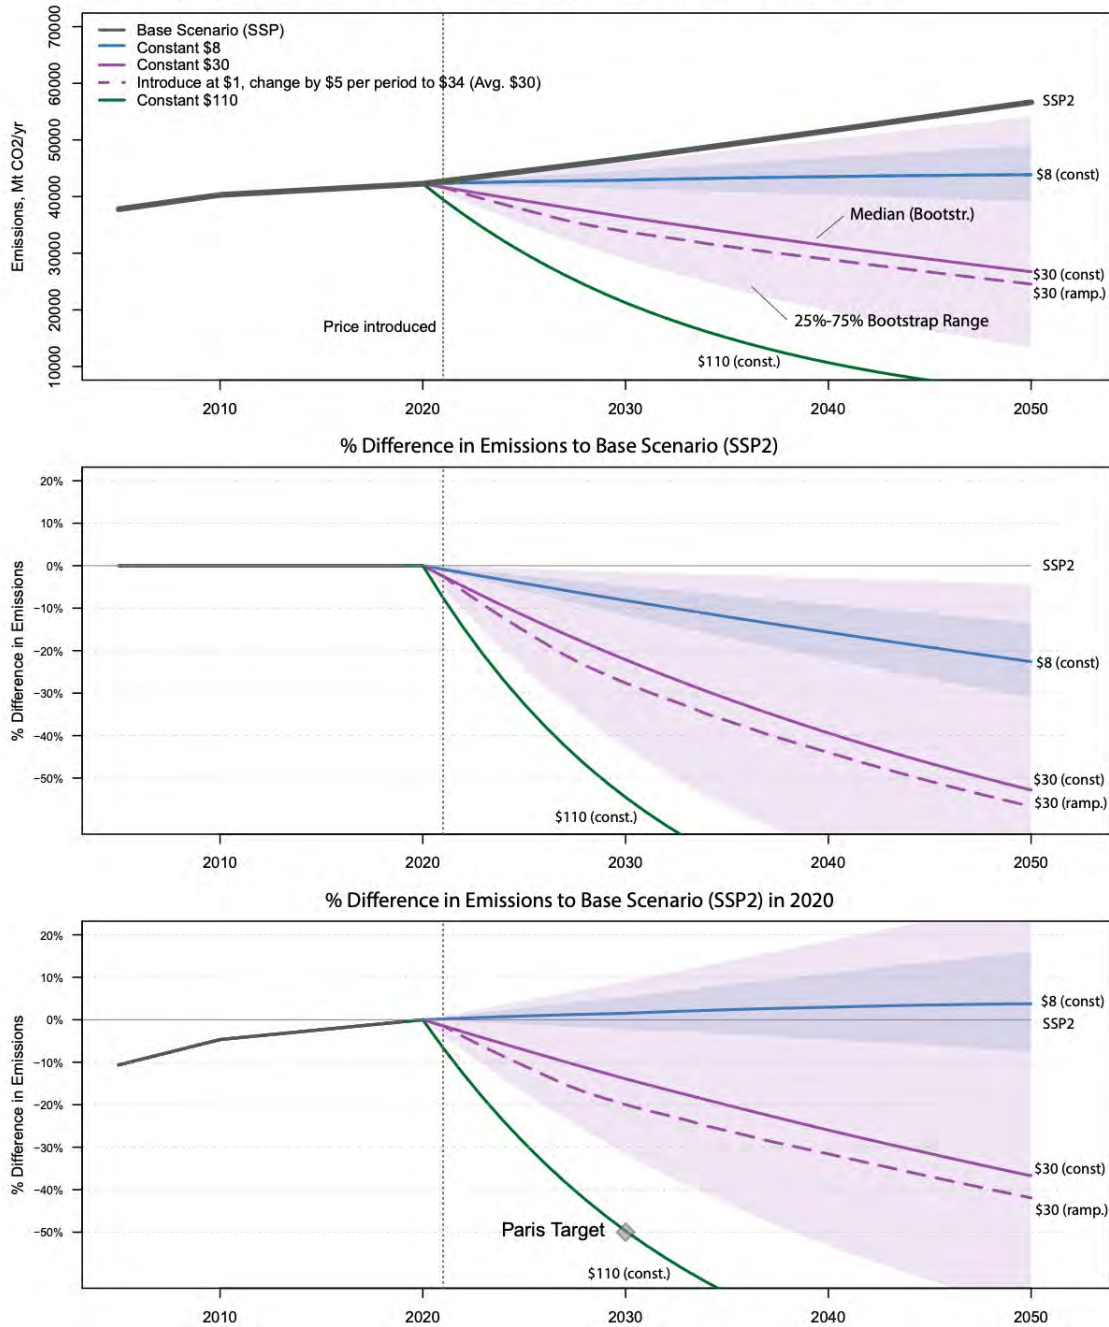 Base Scenario (SSP)
Constant $8
Constant $30
Introduce at $1, change by $5 per period to $34 (Avg. $30)
Constant $110
Emissions, Mt CO2/yr
70000
60000
50000
40000
30000
20000
10000
SSP2
$8 (const)
Median (Bootstr.)
$30 (const)
$30 (ramp.)
25%-75% Bootstrap Range
Price introduced
$110 (const.)
2010 2020 2030 2040 2050
% Difference in Emissions to Base Scenario (SSP2)
% Difference in Emissions
20%
10%
0%
−10%
−20%
−30%
−40%
−50%
SSP2
$8 (const)
$30 (const)
$30 (ramp.)
$110 (const.)
2010 2020 2030 2040 2050
% Difference in Emissions to Base Scenario (SSP2) in 2020
% Difference in Emissions
20%
10%
0%
−10%
−20%
−30%
−40%
−50%
$8 (const)
SSP2
$30 (const)
$30 (ramp.)
Paris Target
$110 (const.)
2010 2020 2030 2040 2050